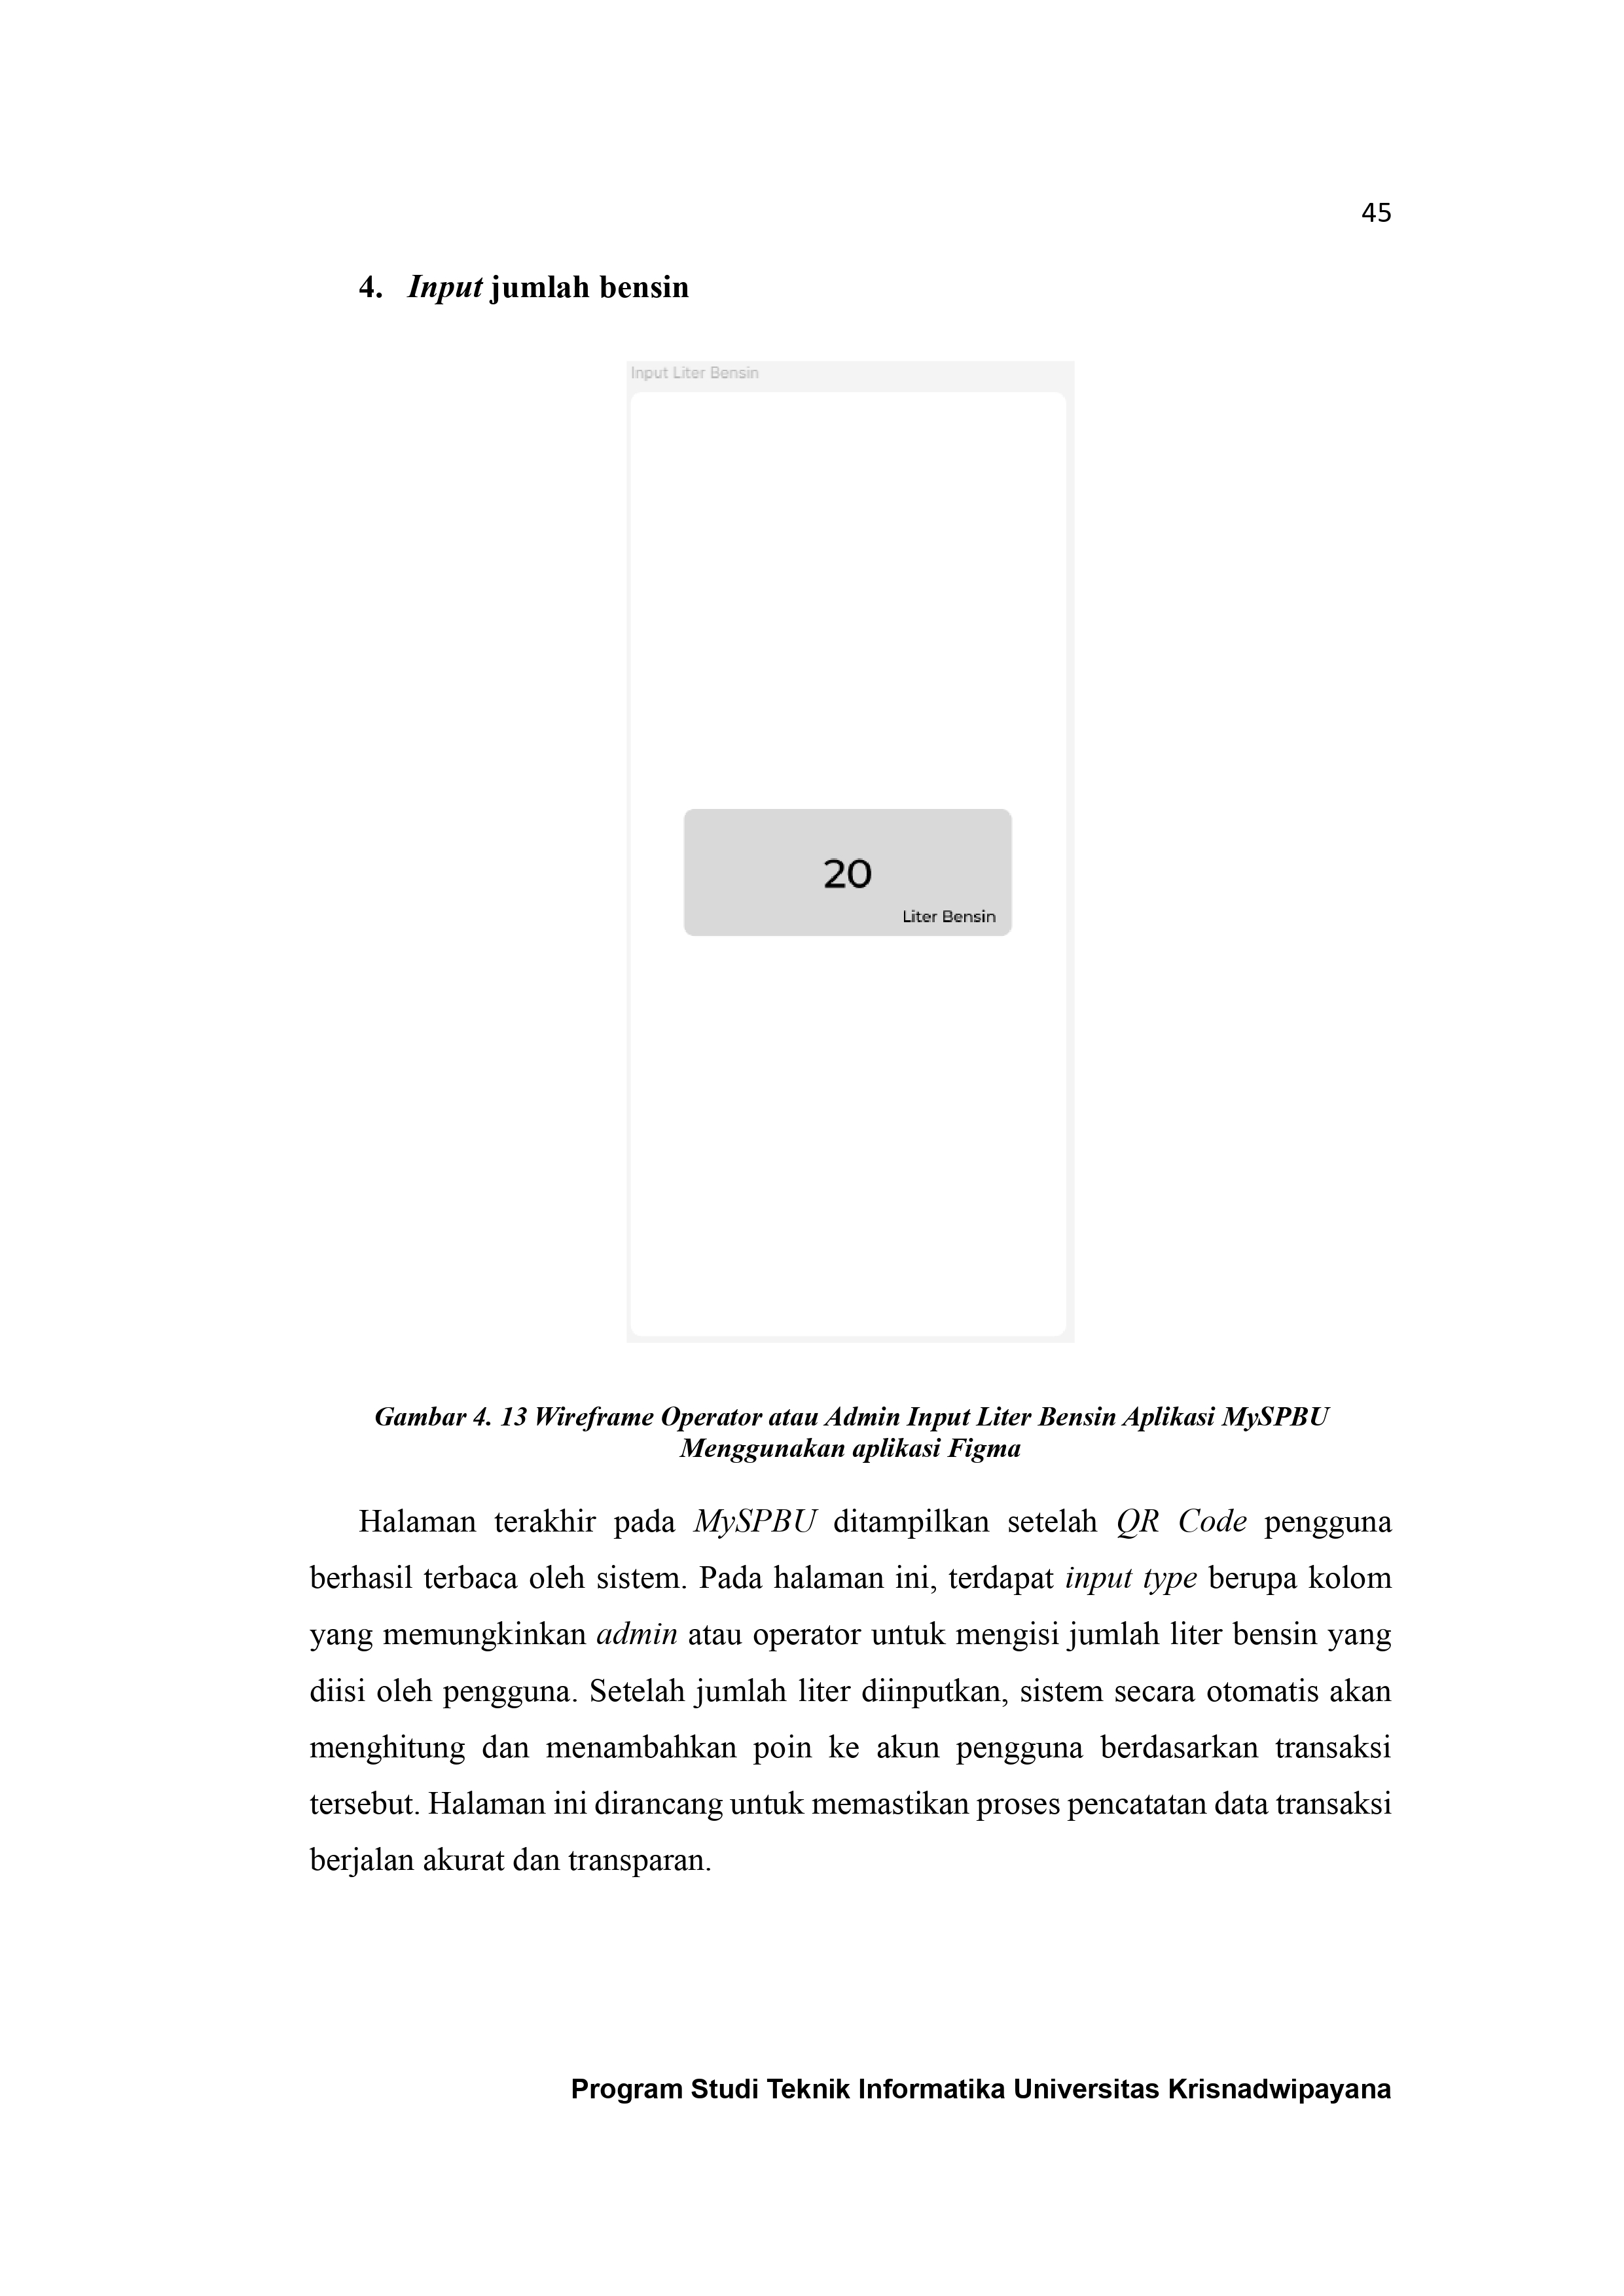 45
4. Input jumlah bensin
Input Liter Bensin
20
Liter Bensin
Gambar 4. 13 Wireframe Operator atau Admin Input Liter Bensin Aplikasi MySPBU
Menggunakan aplikasi Figma
Halaman terakhir pada MySPBU ditampilkan setelah QR Code pengguna
berhasil terbaca oleh sistem. Pada halaman ini, terdapat input type berupa kolom
yang memungkinkan admin atau operator untuk mengisi jumlah liter bensin yang
diisi oleh pengguna. Setelah jumlah liter diinputkan, sistem secara otomatis akan
menghitung dan menambahkan poin ke akun pengguna berdasarkan transaksi
tersebut. Halaman ini dirancang untuk memastikan proses pencatatan data transaksi
berjalan akurat dan transparan.
Program Studi Teknik Informatika Universitas Krisnadwipayana